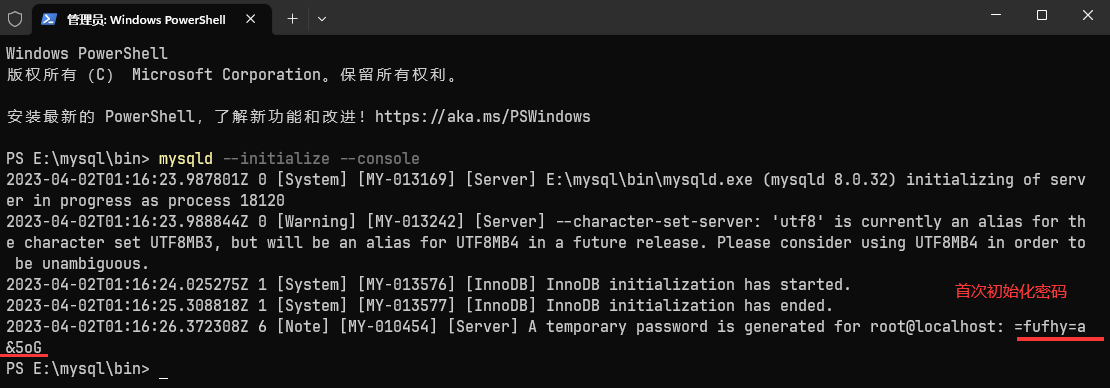 管理员: Windows PowerShell
Windows PowerShell
版权所有（C） Microsoft Corporation。保留所有权利。
安装最新的 PowerShell，了解新功能和改进！https://aka.ms/PSWindows
PS E:\mysql\bin> mysqld --initialize --console
2023-04-02T01:16:23.987801Z 0 [System] [MY-013169] [Server] E:\mysql\bin\mysqld.exe (mysqld 8.0.32) initializing of serv
er in progress as process 18120
2023-04-02T01:16:23.988844Z 0 [Warning] [MY-013242] [Server] --character-set-server: 'utf8' is currently an alias for th
e character set UTF8MB3, but will be an alias for UTF8MB4 in a future release. Please consider using UTF8MB4 in order to
 be unambiguous.
2023-04-02T01:16:24.025275Z 1 [System] [MY-013576] [InnoDB] InnoDB initialization has started.
2023-04-02T01:16:25.308818Z 1 [System] [MY-013577] [InnoDB] InnoDB initialization has ended.
首次初始化密码
2023-04-02T01:16:26.372308Z 6 [Note] [MY-010454] [Server] A temporary password is generated for root@localhost: =fufhy=a
&5oG
PS E:\mysql\bin> _